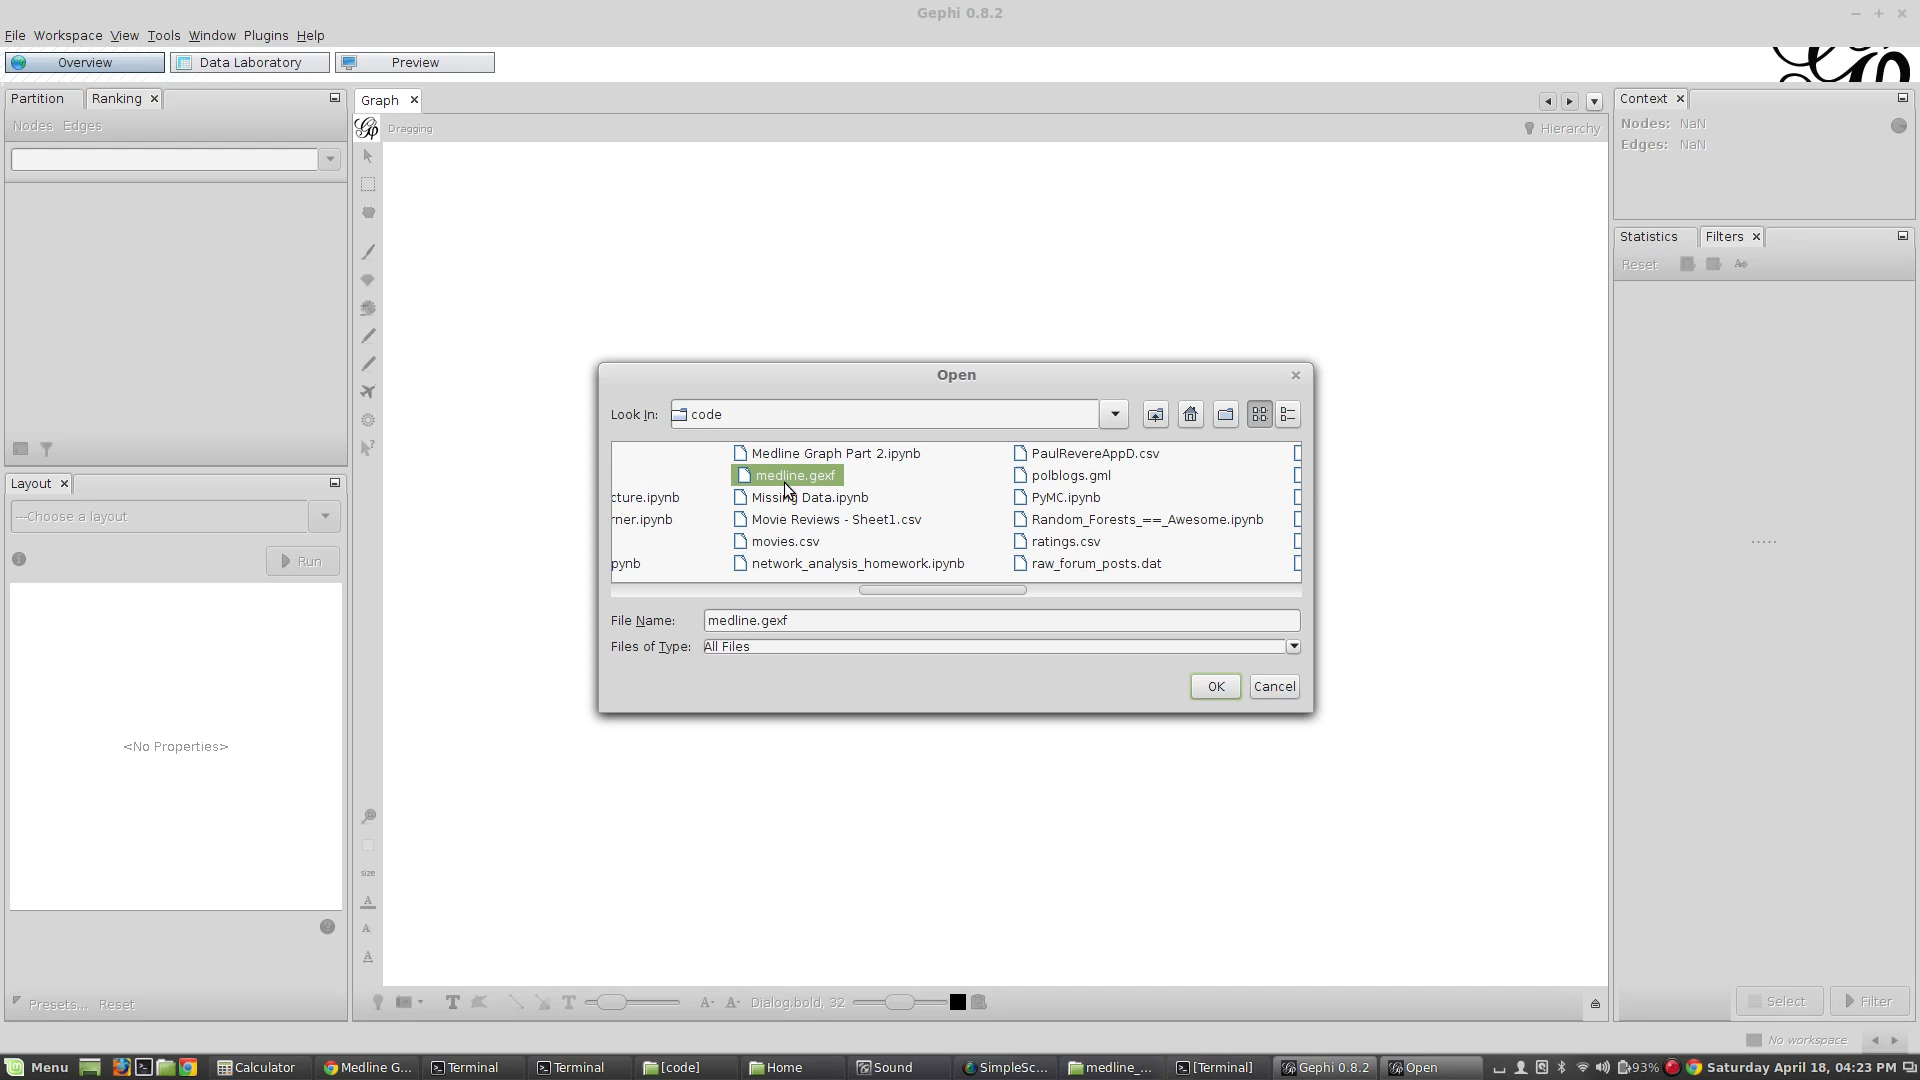 Gephi 0.8.2
File Workspace View Tools Window Plugins Help
Overview
Data Laboratory
Preview
Partition
Ranking
Nodes Edges
Graph
Dragging
Hierarchy
Context
Nodes: NaN
Edges: NaN
Statistics
Filters
Reset
Open
Look In:
code
Medline Graph Part 2.ipynb
PaulRevereAppD.csv
medline.gexf
polblogs.gml
cture.ipynb
Missing Data.ipynb
PyMC.ipynb
rner.ipynb
Movie Reviews - Sheet1.csv
Random_Forests_==_Awesome.ipynb
movies.csv
ratings.csv
pynb
network_analysis_homework.ipynb
raw_forum_posts.dat
File Name: medline.gexf
Files of Type: All Files
OK
Cancel
Layout
---Choose a layout
Run
<No Properties>
Presets... Reset
size
Dialog.bold, 32
Select
Filter
No workspace
Menu
Calculator
Medline G...
Terminal
Terminal
[code]
Home
Sound
SimpleSc...
medline_...
[Terminal]
Gephi 0.8.2
Open
93%
Saturday April 18, 04:23 PM